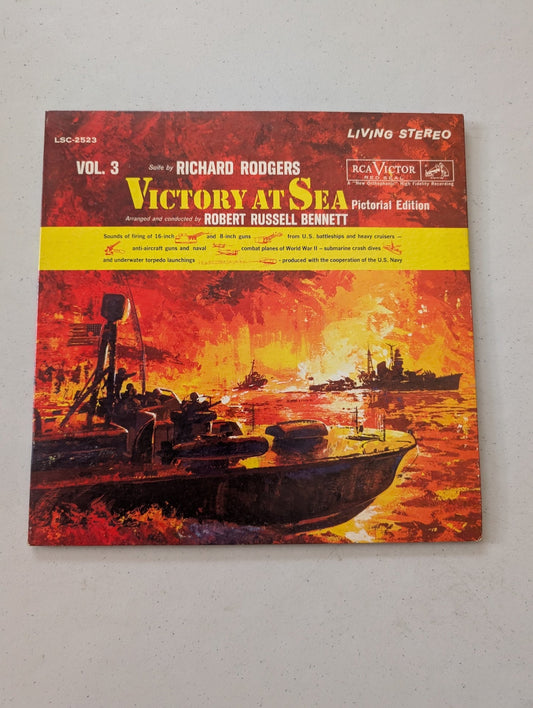 LSC-2523
LIVING STEREO
VOL. 3 Suite by RICHARD RODGERS
RCA VICTOR
RED SEAL
A "New Orthophonic" High Fidelity Recording
VICTORY AT SEA Pictorial Edition
Arranged and conducted by ROBERT RUSSELL BENNETT
Sounds of firing of 16-inch and 8-inch guns from U.S. battleships and heavy cruisers —
anti-aircraft guns and naval combat planes of World War II – submarine crash dives
and underwater torpedo launchings - produced with the cooperation of the U.S. Navy